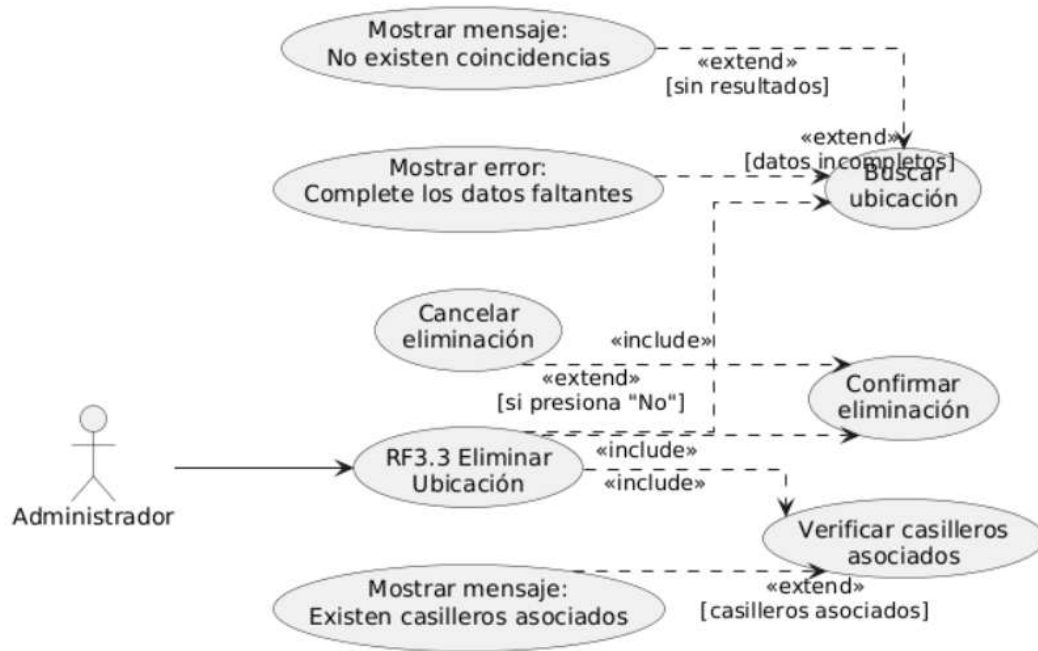 Mostrar mensaje:
No existen coincidencias
«extend»
[sin resultados]
«extend»
[datos incompletos]
Mostrar error:
Complete los datos faltantes
Buscar
ubicación
Cancelar
eliminación
«include»
«extend»
[si presiona "No"]
Confirmar
eliminación
Administrador
RF3.3 Eliminar
Ubicación
«include»
«include»
Verificar casilleros
asociados
Mostrar mensaje:
Existen casilleros asociados
«extend»
[casilleros asociados]